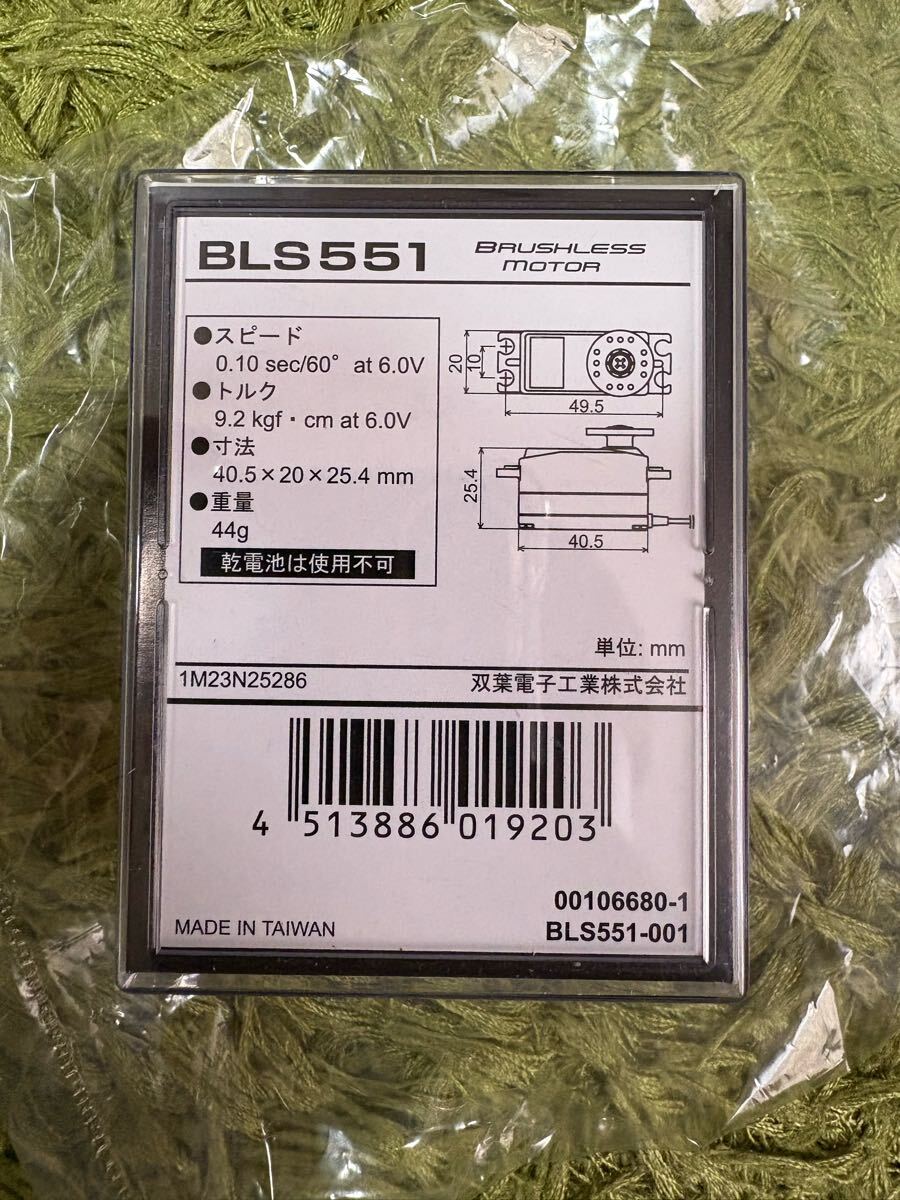 BLS551 BRUSHLESS MOTOR
●スピード
0.10 sec/60° at 6.0V
●トルク
9.2 kgf・cm at 6.0V
●寸法
40.5×20×25.4 mm
●重量
44g
乾電池は使用不可
20
10
49.5
25.4
40.5
単位: mm
1M23N25286 双葉電子工業株式会社
4 513886 019203
00106680-1
MADE IN TAIWAN BLS551-001